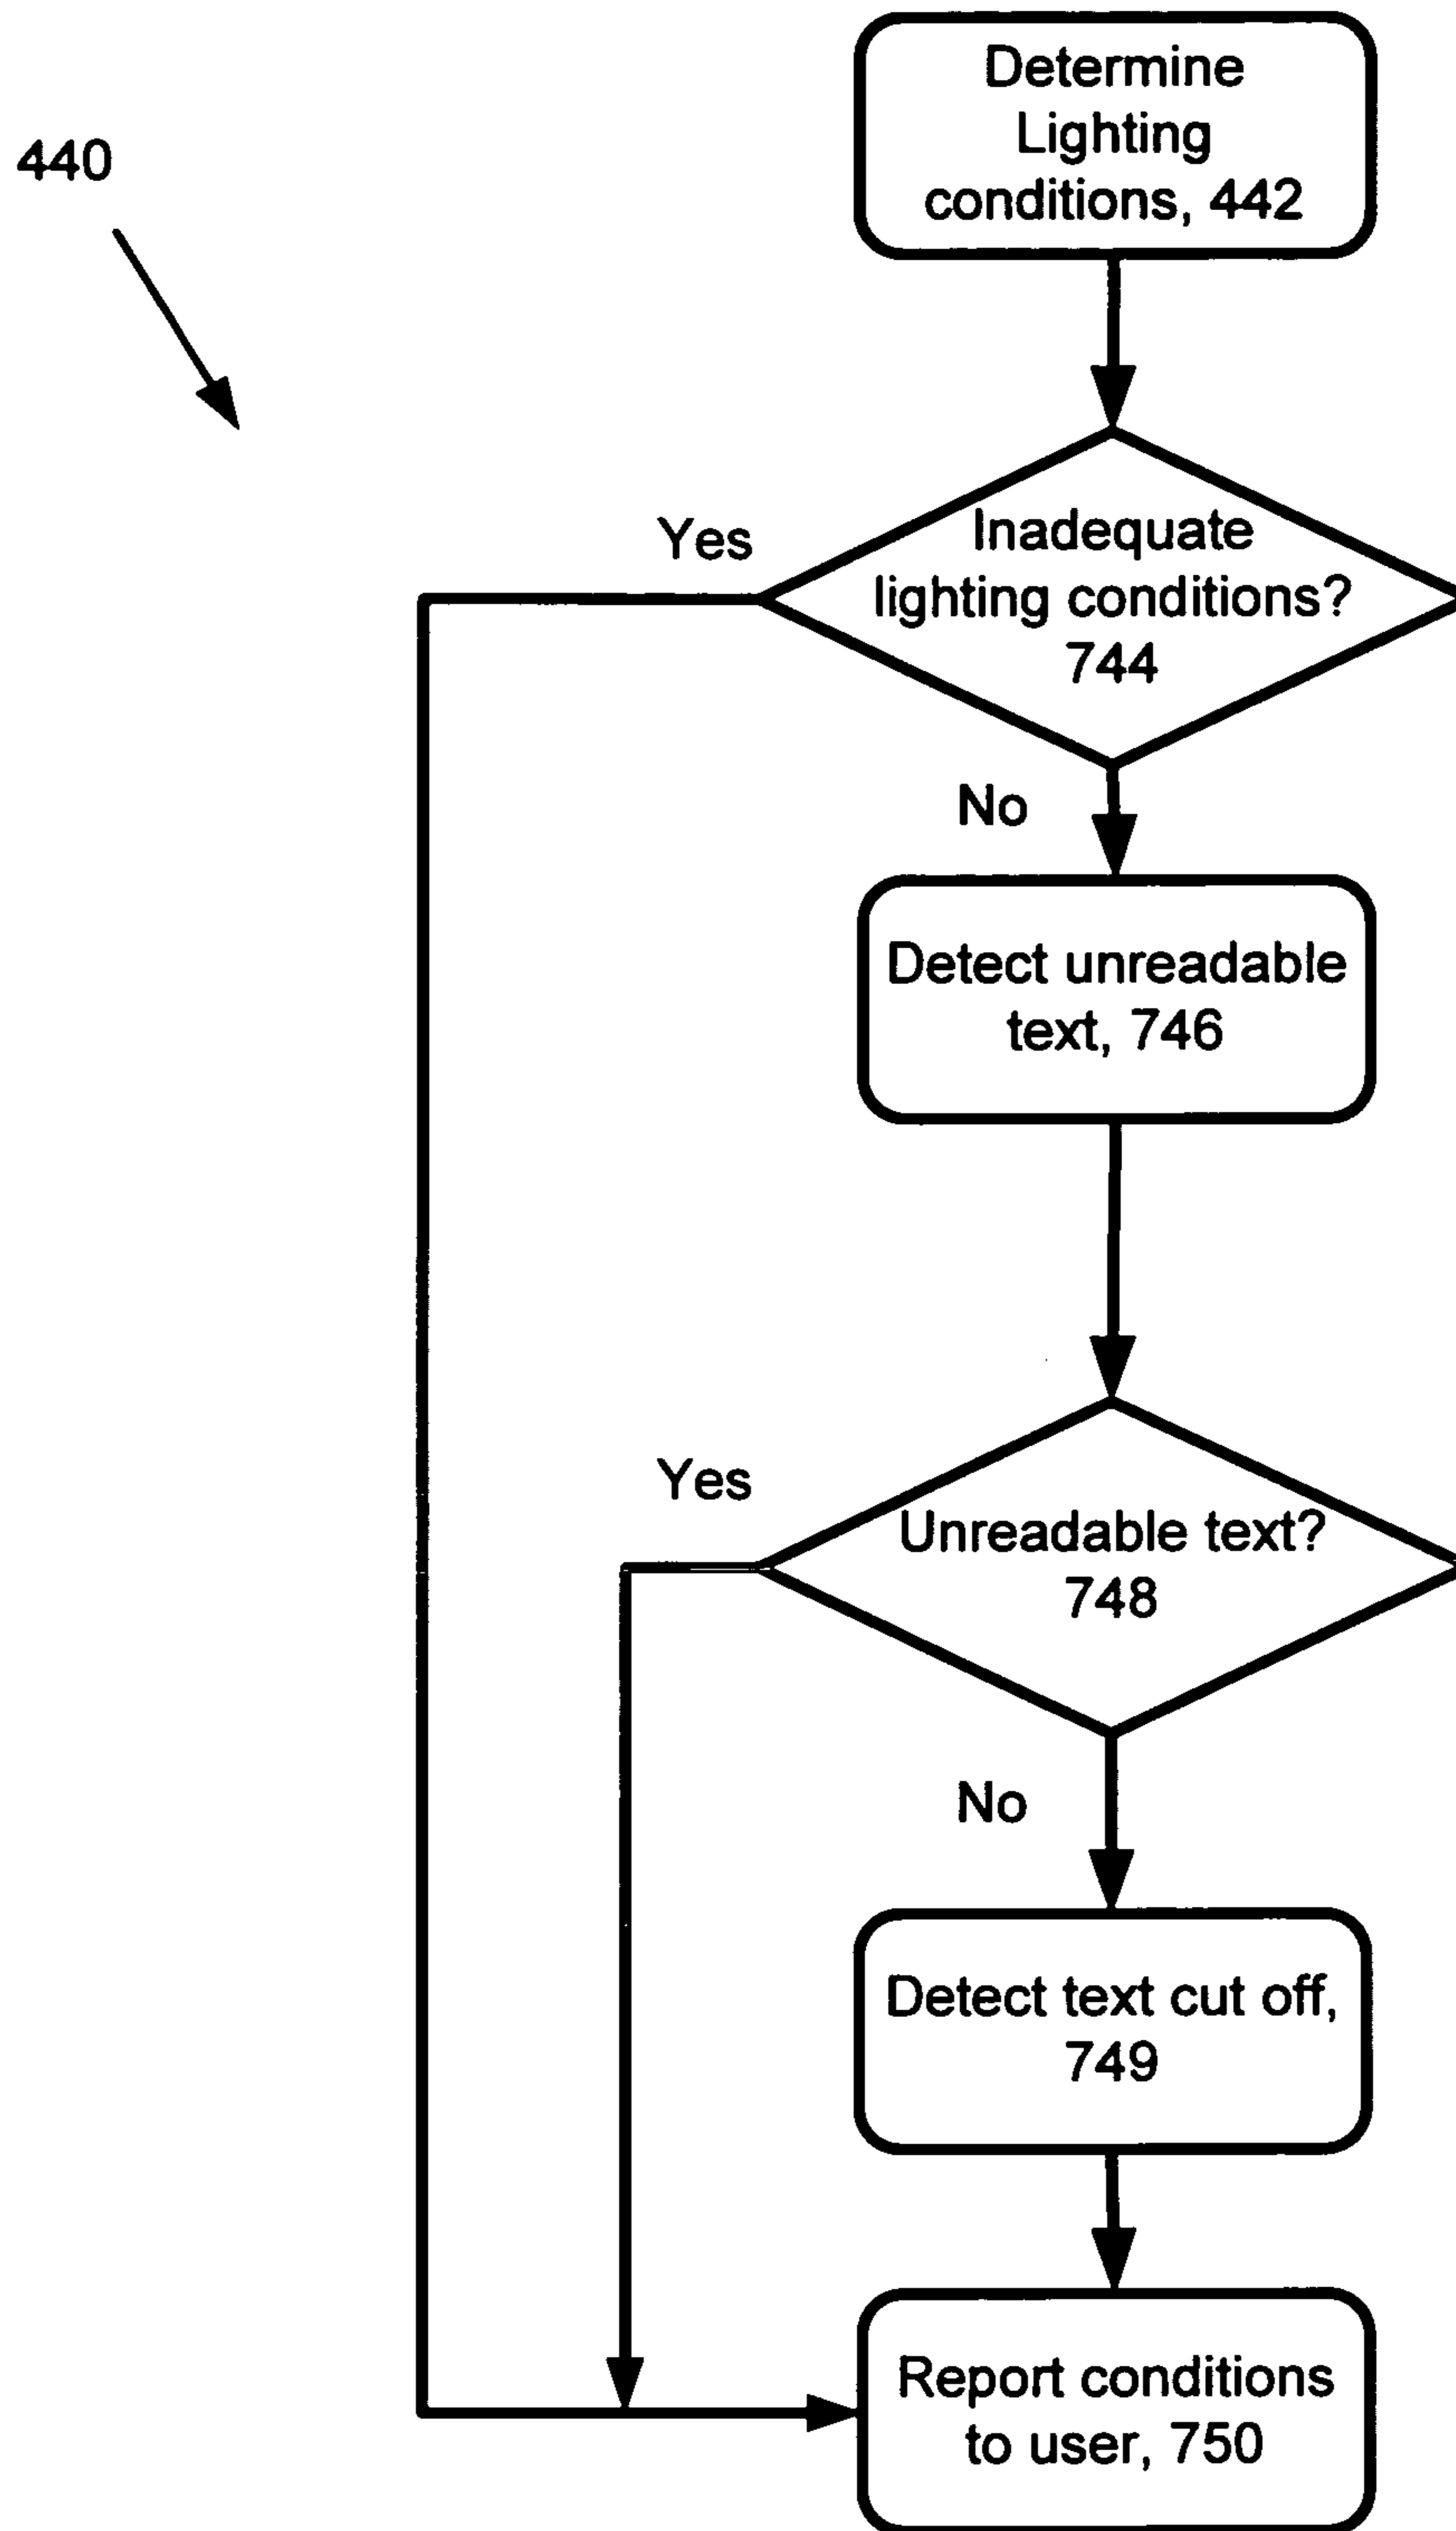 440
Determine
Lighting
conditions, 442
Yes
Inadequate
lighting conditions?
744
No
Detect unreadable
text, 746
Yes
Unreadable text?
748
No
Detect text cut off,
749
Report conditions
to user, 750